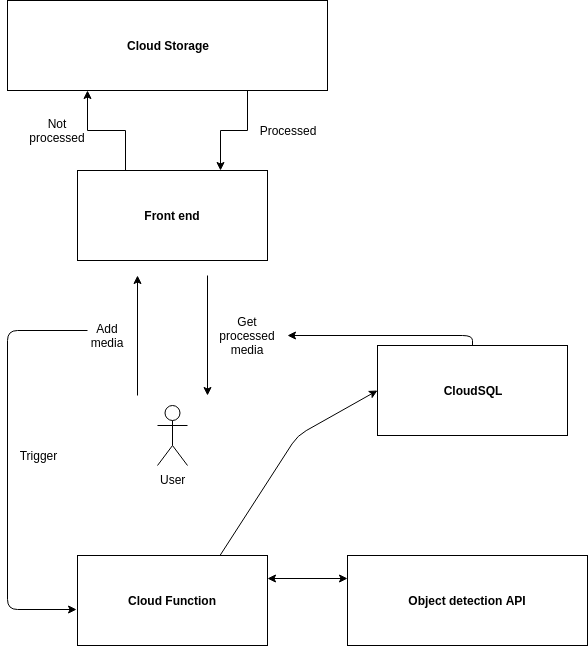 Cloud Storage
Not
processed
Processed
Front end
Add
media
Get
processed
media
CloudSQL
Trigger
User
Cloud Function
Object detection API